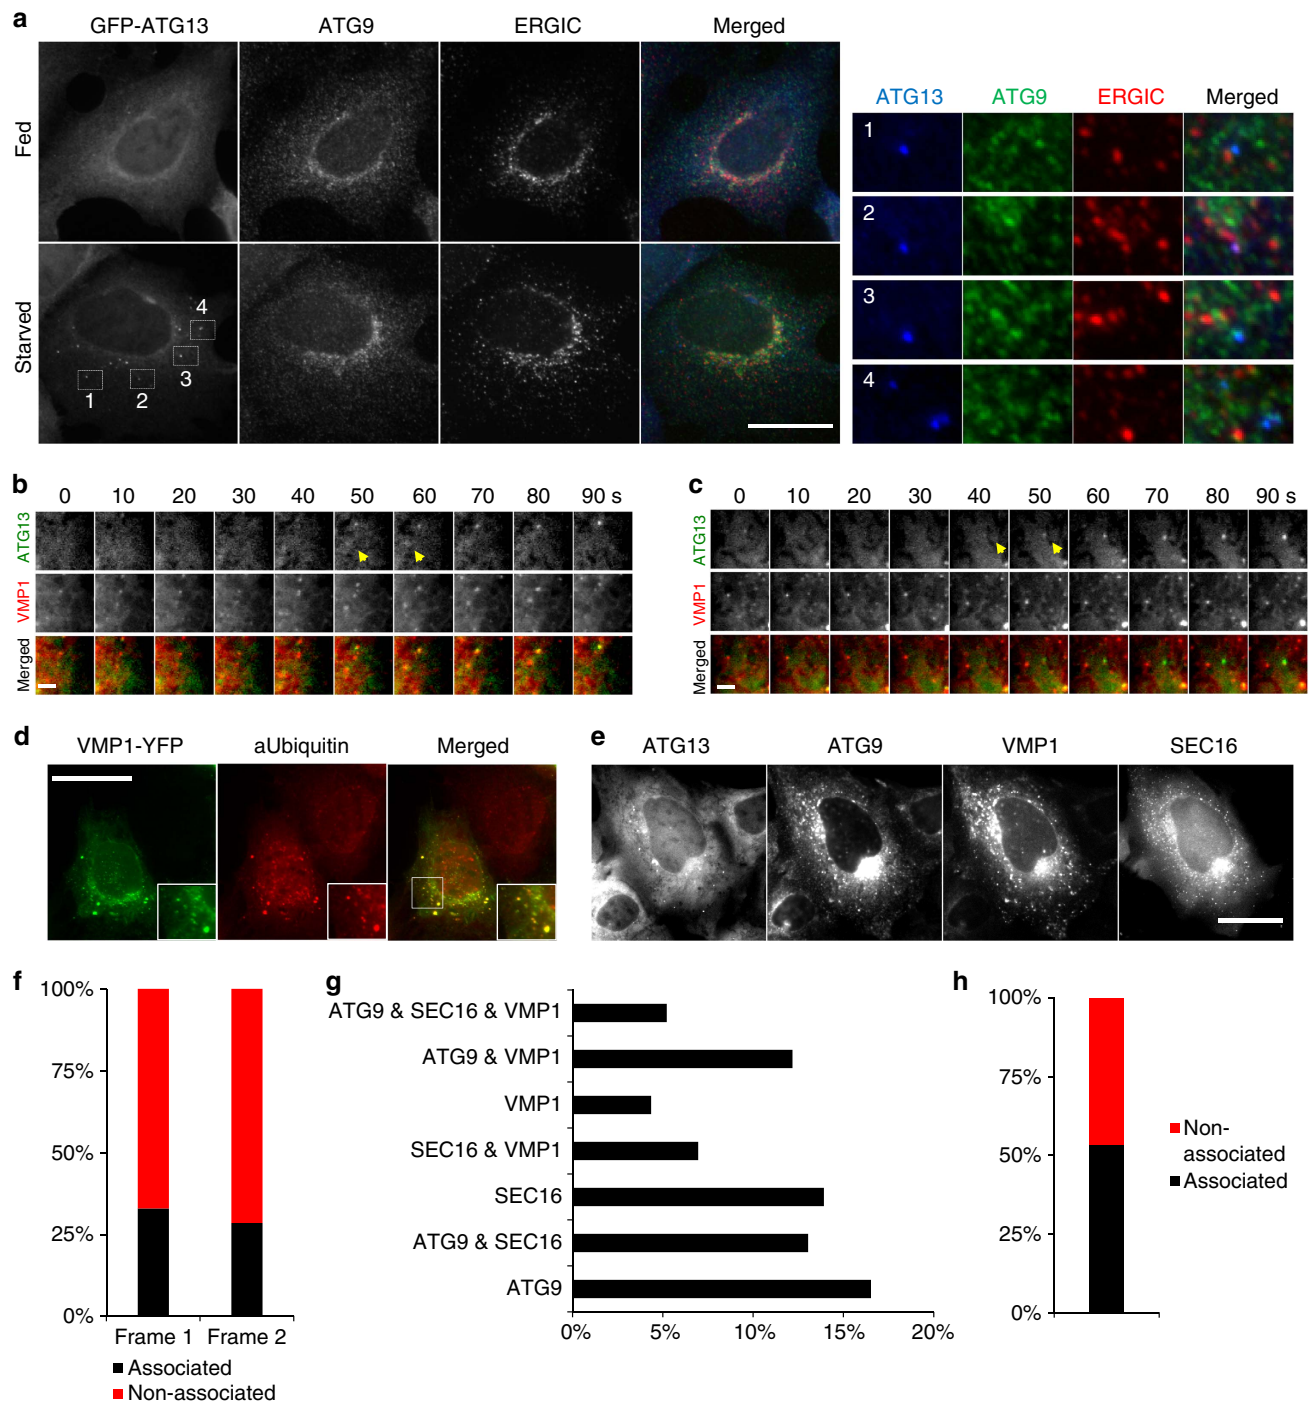 a
GFP-ATG13 ATG9 ERGIC Merged
Fed
Starved
1 2 3 4
ATG13 ATG9 ERGIC Merged
1
2
3
4
b
0 10 20 30 40 50 60 70 80 90 s
ATG13
VMP1
Merged
c
0 10 20 30 40 50 60 70 80 90 s
ATG13
VMP1
Merged
d
VMP1-YFP aUbiquitin Merged
e
ATG13 ATG9 VMP1 SEC16
f
100%
75%
50%
25%
0%
Frame 1 Frame 2
Associated
Non-associated
g
ATG9 & SEC16 & VMP1
ATG9 & VMP1
VMP1
SEC16 & VMP1
SEC16
ATG9 & SEC16
ATG9
0% 5% 10% 15% 20%
h
100%
75%
50%
25%
0%
Non-
associated
Associated